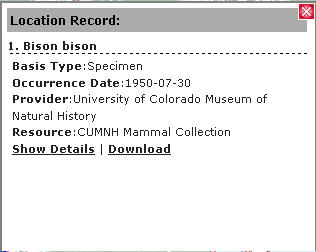 Location Record:
1. Bison bison
Basis Type:Specimen
Occurrence Date:1950-07-30
Provider:University of Colorado Museum of
Natural History
Resource:CUMNH Mammal Collection
Show Details | Download